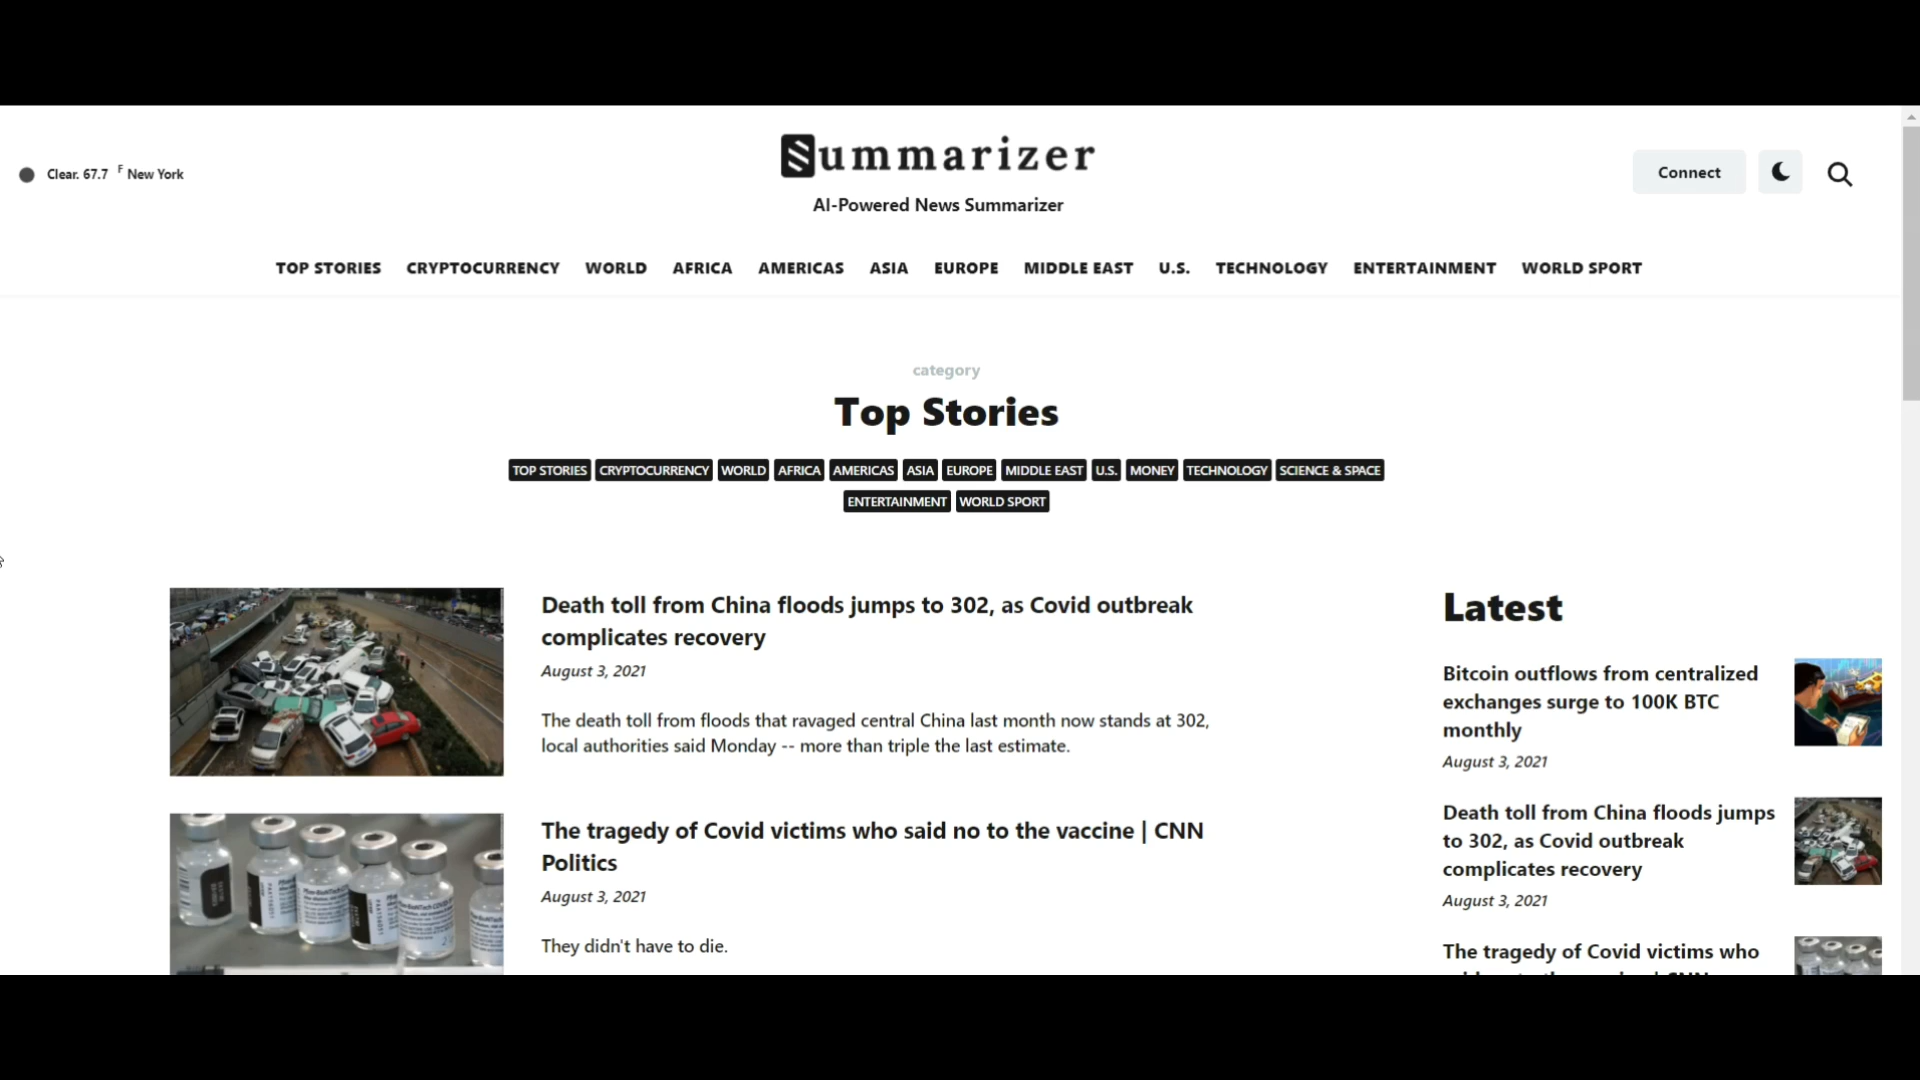 Clear. 67.7 F New York
Summarizer
AI-Powered News Summarizer
Connect
TOP STORIES CRYPTOCURRENCY WORLD AFRICA AMERICAS ASIA EUROPE MIDDLE EAST U.S. TECHNOLOGY ENTERTAINMENT WORLD SPORT
category
Top Stories
TOP STORIES CRYPTOCURRENCY WORLD AFRICA AMERICAS ASIA EUROPE MIDDLE EAST U.S. MONEY TECHNOLOGY SCIENCE & SPACE
ENTERTAINMENT WORLD SPORT
Death toll from China floods jumps to 302, as Covid outbreak
complicates recovery
August 3, 2021
The death toll from floods that ravaged central China last month now stands at 302,
local authorities said Monday -- more than triple the last estimate.
The tragedy of Covid victims who said no to the vaccine | CNN
Politics
August 3, 2021
They didn't have to die.
Latest
Bitcoin outflows from centralized
exchanges surge to 100K BTC
monthly
August 3, 2021
Death toll from China floods jumps
to 302, as Covid outbreak
complicates recovery
August 3, 2021
The tragedy of Covid victims who